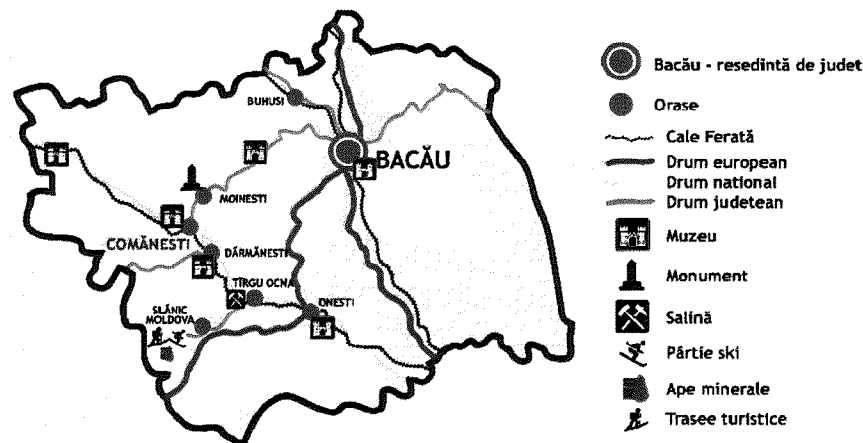 BUHUSI
BACĂU
MOINESTI
COMĂNESTI
DĂRMĂNESTI
TÎRGU OCNA
SLĂNIC
MOLDOVA
ONESTI
Bacău - resedintă de judet
Orase
Cale Ferată
Drum european
Drum national
Drum judetean
Muzeu
Monument
Salină
Pârtie ski
Ape minerale
Trasee turistice